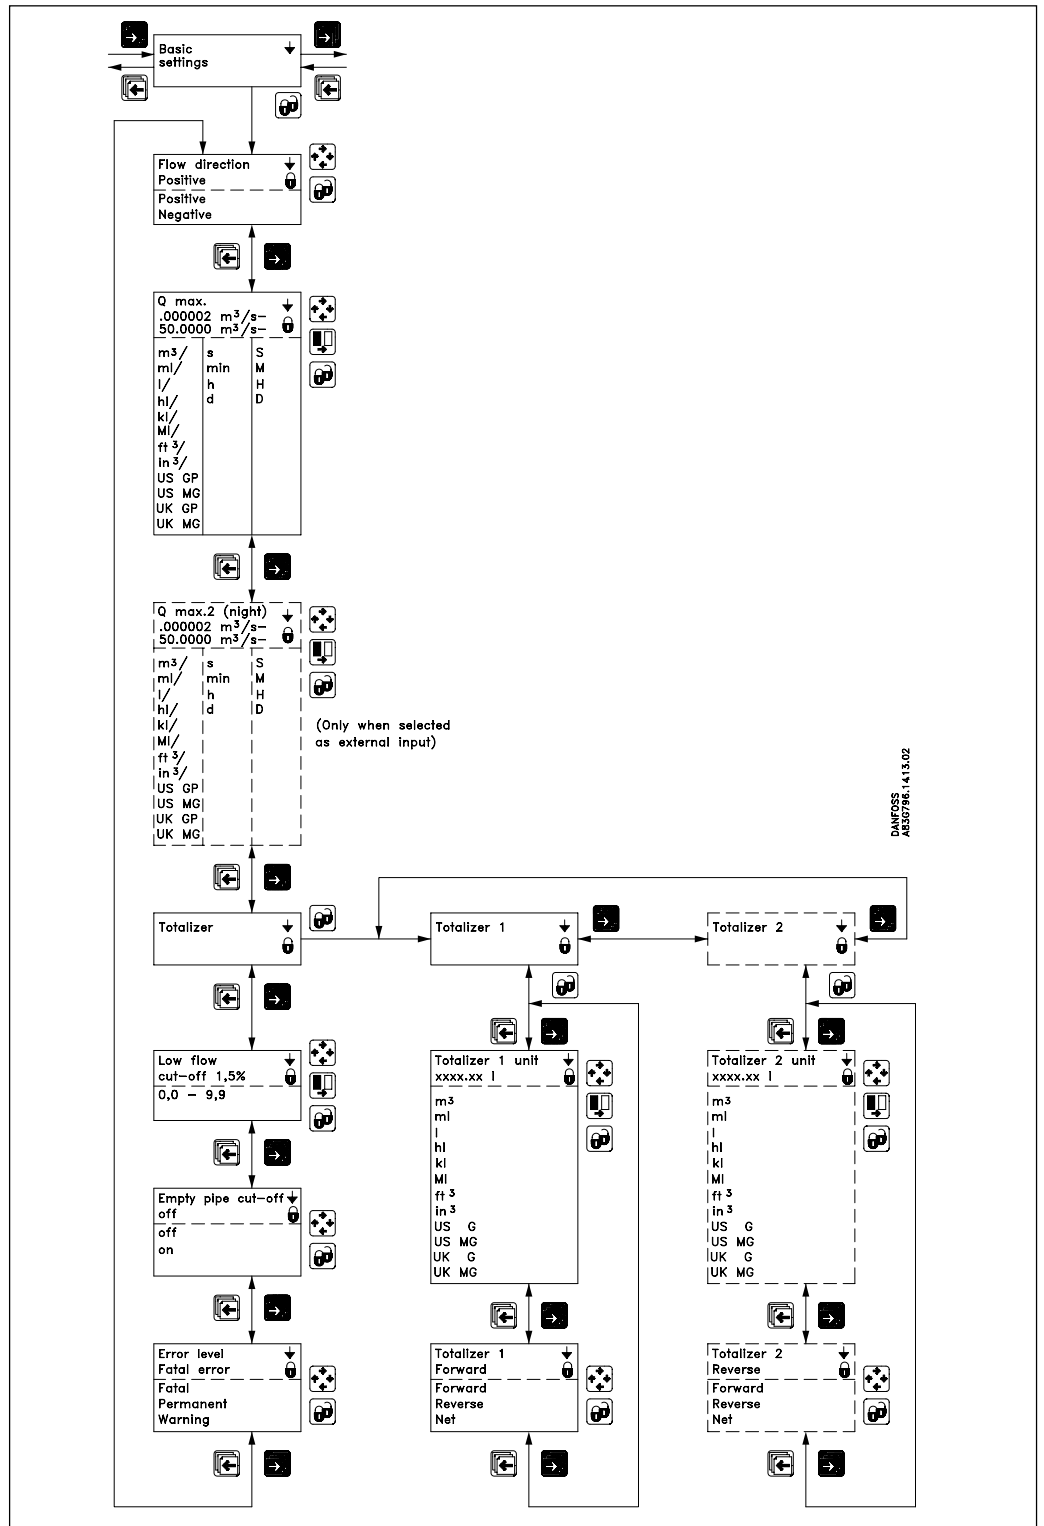 Basic
settings
Flow direction
Positive
Positive
Negative
Q max.
.000002 m³/s-
50.0000 m³/s-
m³/ s S
ml/ min M
l/ h H
hl/ d D
kl/
Ml/
ft³/
in³/
US GP
US MG
UK GP
UK MG
Q max.2 (night)
.000002 m³/s-
50.0000 m³/s-
m³/ s S
ml/ min M
l/ h H
hl/ d D
kl/
Ml/
ft³/
in³/
US GP
US MG
UK GP
UK MG
(Only when selected
as external input)
DANFOSS
A83G796.1413.02
Totalizer
Totalizer 1
Totalizer 2
Low flow
cut-off 1,5%
0,0 - 9,9
Totalizer 1 unit
xxxx.xx l
m³
ml
l
hl
kl
Ml
ft³
in³
US G
US MG
UK G
UK MG
Totalizer 2 unit
xxxx.xx l
m³
ml
l
hl
kl
Ml
ft³
in³
US G
US MG
UK G
UK MG
Empty pipe cut-off
off
off
on
Error level
Fatal error
Fatal
Permanent
Warning
Totalizer 1
Forward
Forward
Reverse
Net
Totalizer 2
Reverse
Forward
Reverse
Net